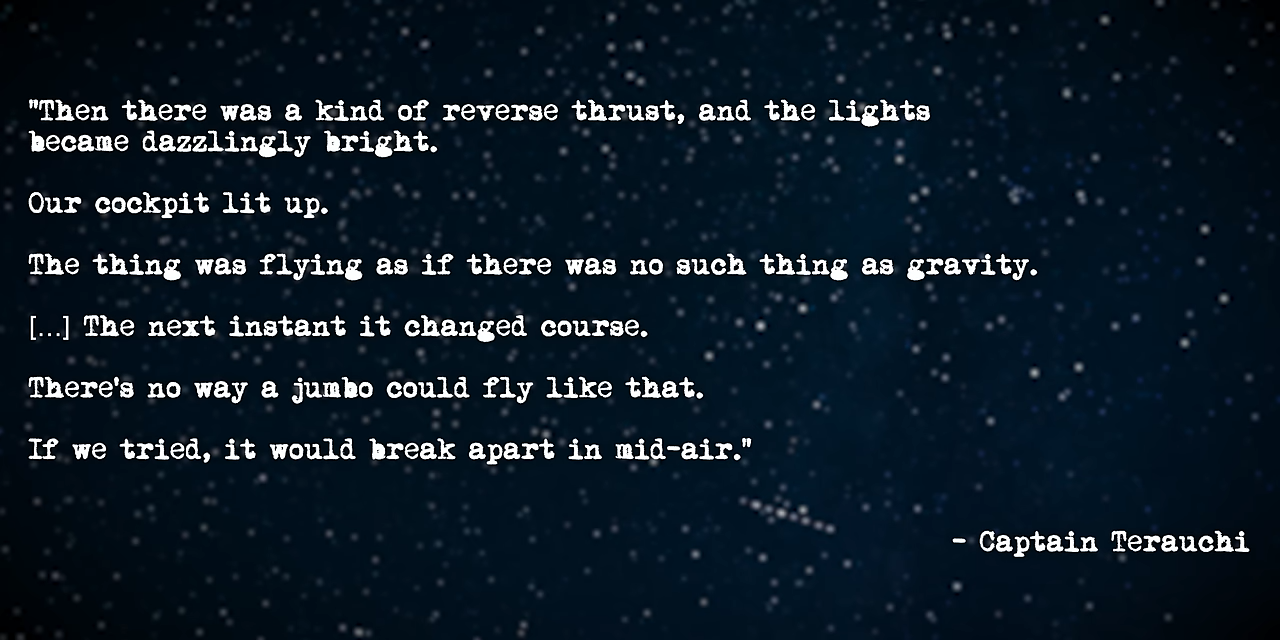 "Then there was a kind of reverse thrust, and the lights
became dazzlingly bright.
Our cockpit lit up.
The thing was flying as if there was no such thing as gravity.
[...] The next instant it changed course.
There's no way a jumbo could fly like that.
If we tried, it would break apart in mid-air."
- Captain Terauchi